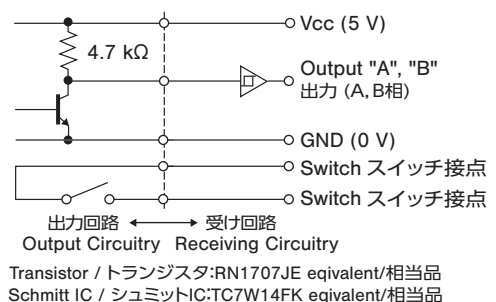 Vcc (5 V)
4.7 kΩ
Output "A", "B"
出力 (A, B相)
GND (0 V)
Switch スイッチ接点
Switch スイッチ接点
出力回路 ←→ 受け回路
Output Circuitry Receiving Circuitry
Transistor / トランジスタ:RN1707JE eqivalent/相当品
Schmitt IC / シュミットIC:TC7W14FK eqivalent/相当品